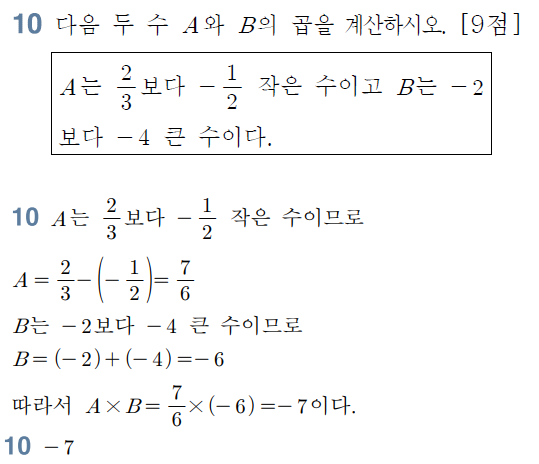 10 다음 두 수 A와 B의 곱을 계산하시오. [9점]
A는 2/3보다 −1/2 작은 수이고 B는 −2
보다 −4 큰 수이다.
10 A는 2/3보다 −1/2 작은 수이므로
A=2/3−(−1/2)=7/6
B는 −2보다 −4 큰 수이므로
B=(−2)+(−4)=−6
따라서 A×B=7/6×(−6)=−7이다.
10 −7